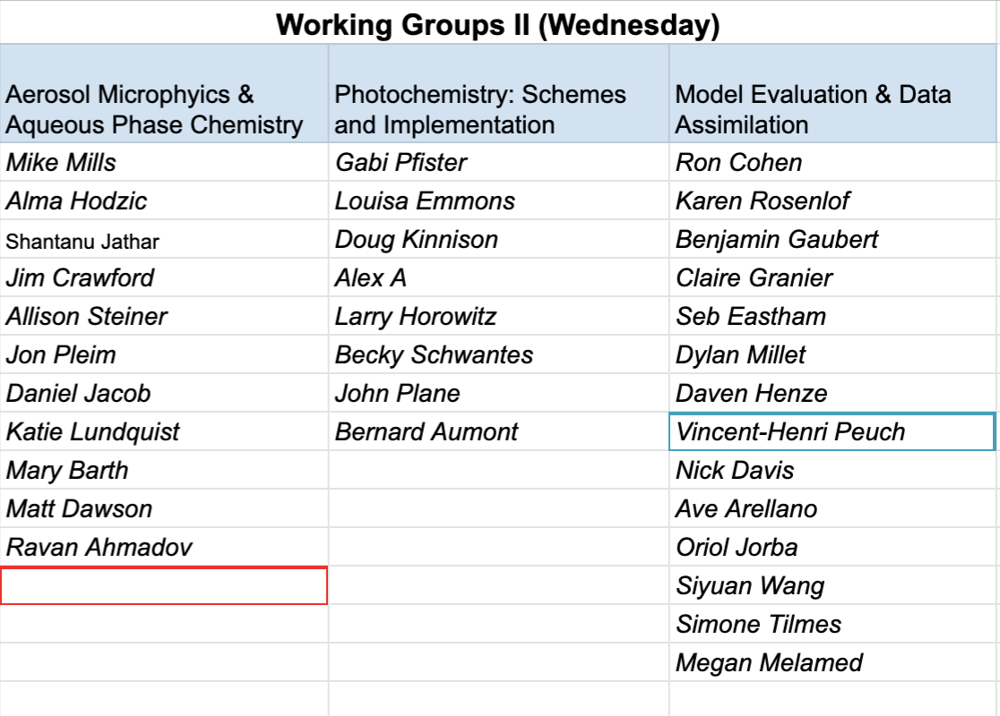 Working Groups II (Wednesday)
Aerosol Microphyics &
Aqueous Phase Chemistry
Photochemistry: Schemes
and Implementation
Model Evaluation & Data
Assimilation
Mike Mills
Gabi Pfister
Ron Cohen
Alma Hodzic
Louisa Emmons
Karen Rosenlof
Shantanu Jathar
Doug Kinnison
Benjamin Gaubert
Jim Crawford
Alex A
Claire Granier
Allison Steiner
Larry Horowitz
Seb Eastham
Jon Pleim
Becky Schwantes
Dylan Millet
Daniel Jacob
John Plane
Daven Henze
Katie Lundquist
Bernard Aumont
Vincent-Henri Peuch
Mary Barth
Nick Davis
Matt Dawson
Ave Arellano
Ravan Ahmadov
Oriol Jorba
Siyuan Wang
Simone Tilmes
Megan Melamed